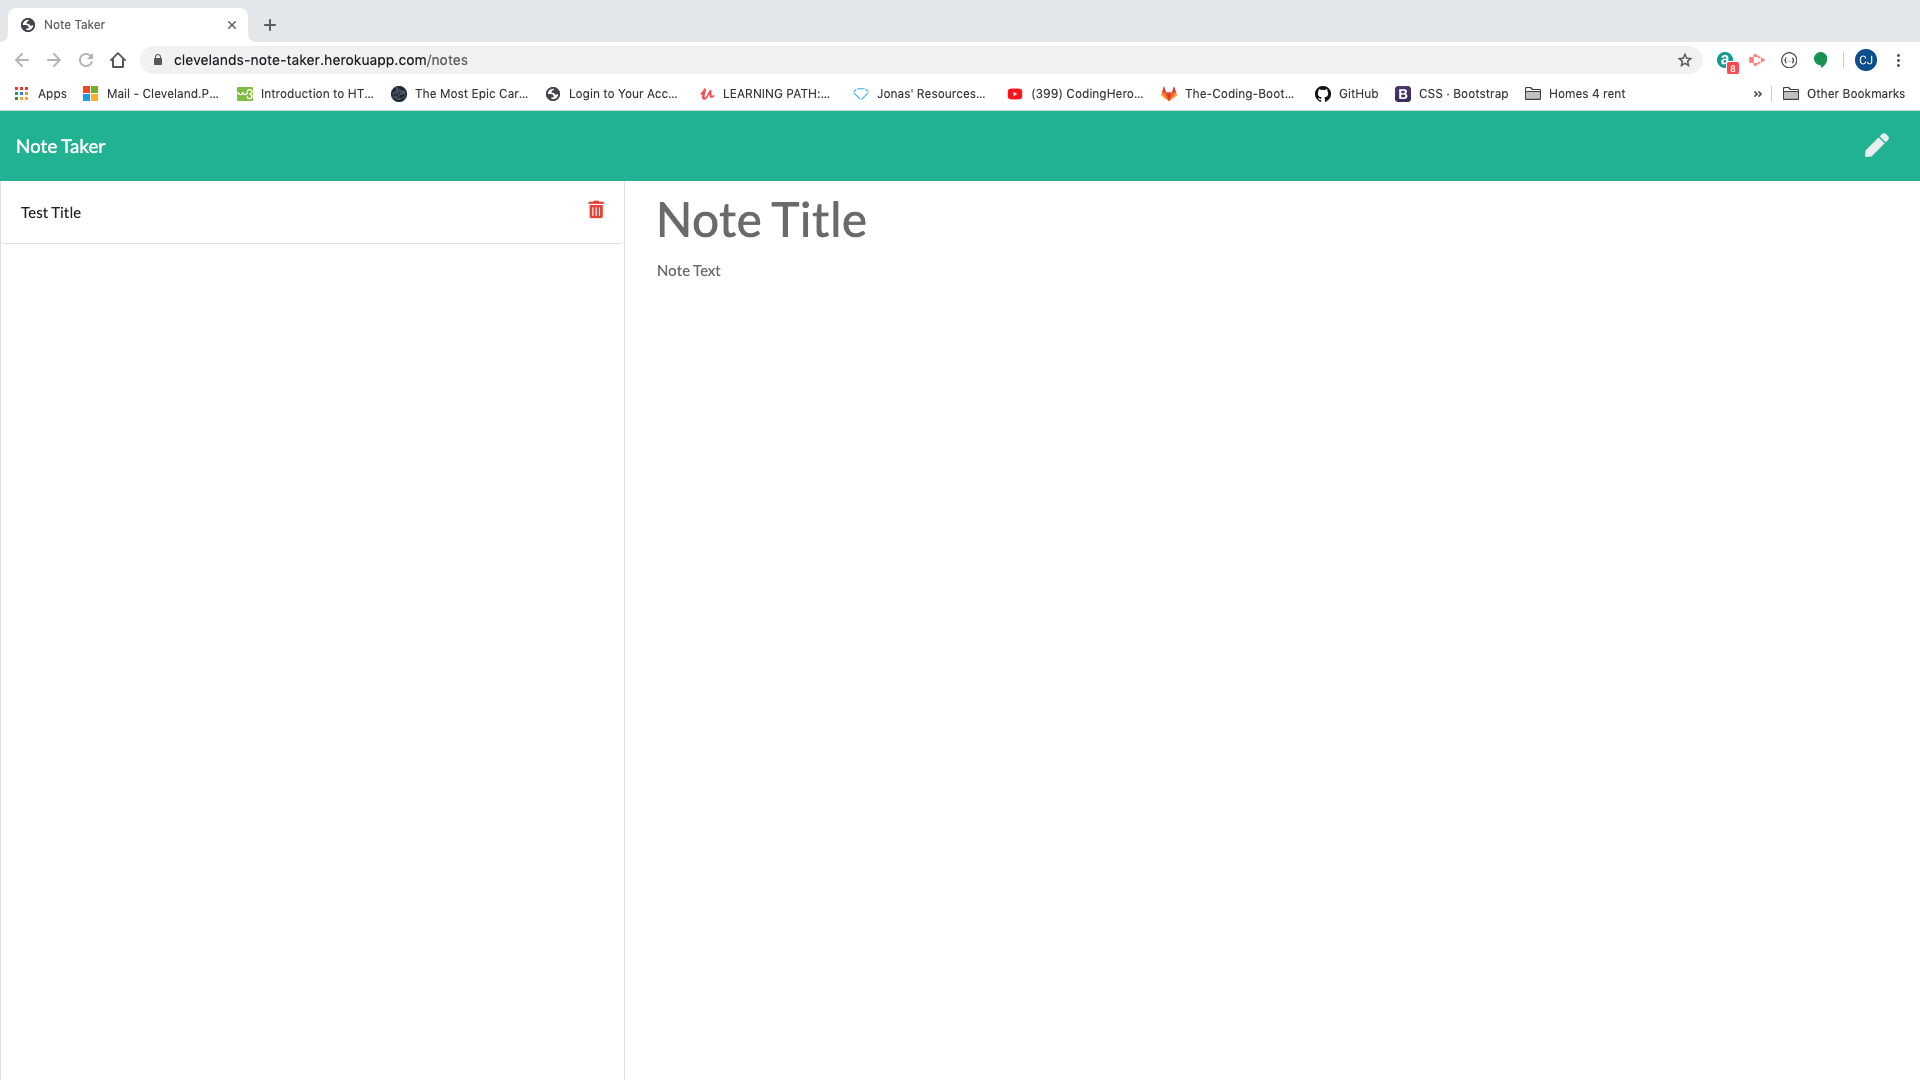 Note Taker
clevelands-note-taker.herokuapp.com/notes
8
CJ
Apps Mail - Cleveland.P... Introduction to HT... The Most Epic Car... Login to Your Acc... LEARNING PATH:... Jonas' Resources... (399) CodingHero... The-Coding-Boot... GitHub CSS · Bootstrap Homes 4 rent » Other Bookmarks
Note Taker
Test Title
Note Title
Note Text